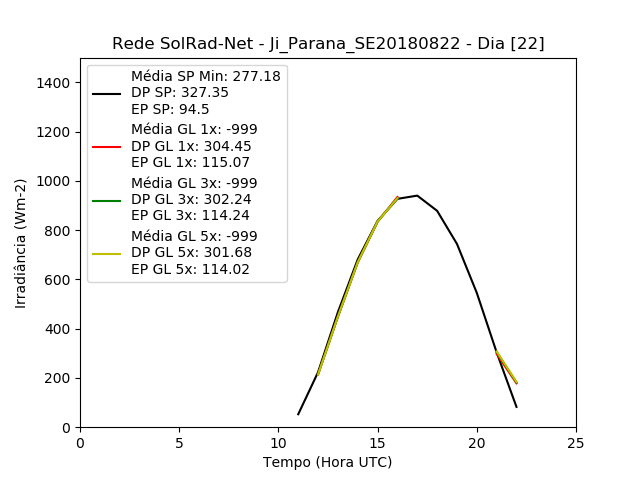 Rede SolRad-Net - Ji_Parana_SE20180822 - Dia [22]
Média SP Min: 277.18
DP SP: 327.35
EP SP: 94.5
Média GL 1x: -999
DP GL 1x: 304.45
EP GL 1x: 115.07
Média GL 3x: -999
DP GL 3x: 302.24
EP GL 3x: 114.24
Média GL 5x: -999
DP GL 5x: 301.68
EP GL 5x: 114.02
Irradiância (Wm-2)
1400
1200
1000
800
600
400
200
0
0 5 10 15 20 25
Tempo (Hora UTC)